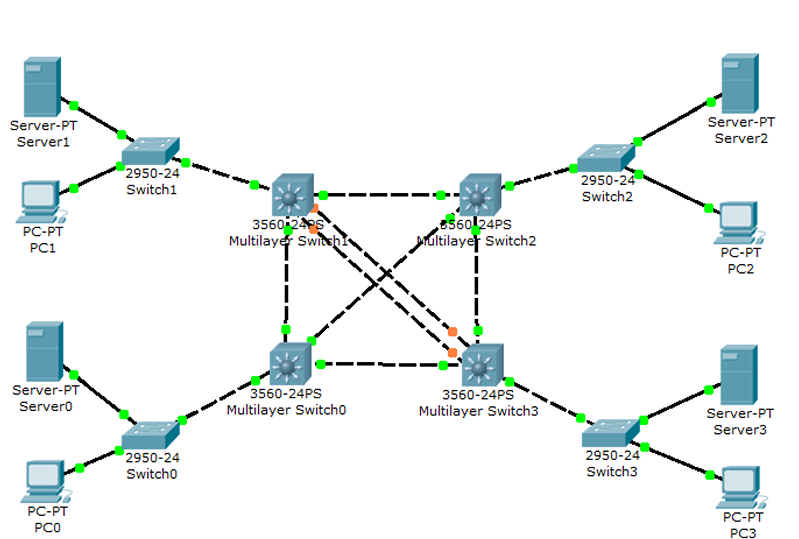 Server-PT
Server1
2950-24
Switch1
PC-PT
PC1
3560-24PS
Multilayer Switch1
3560-24PS
Multilayer Switch2
2950-24
Switch2
Server-PT
Server2
PC-PT
PC2
Server-PT
Server0
2950-24
Switch0
PC-PT
PC0
3560-24PS
Multilayer Switch0
3560-24PS
Multilayer Switch3
2950-24
Switch3
Server-PT
Server3
PC-PT
PC3